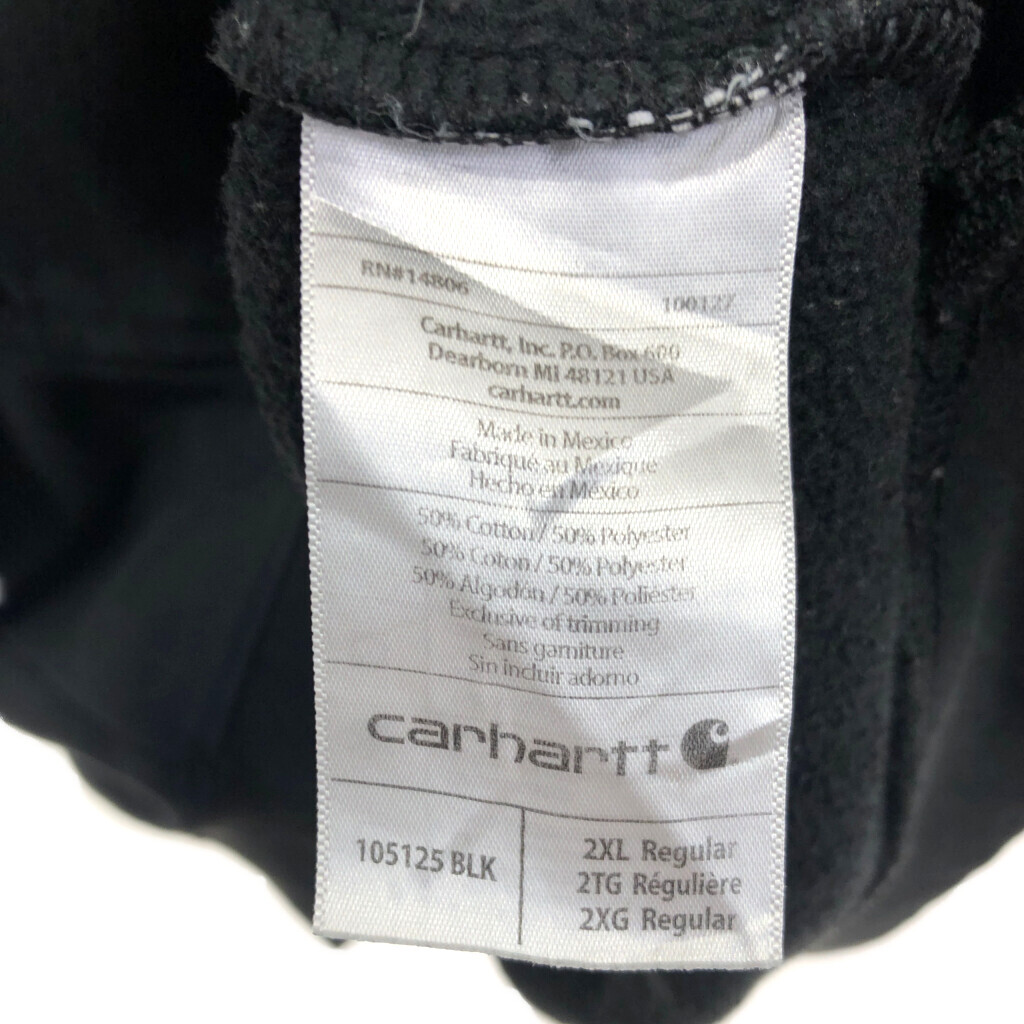 RN#14806
100127
Carhartt, Inc. P.O. Box 600
Dearborn MI 48121 USA
carhartt.com
Made in Mexico
Fabriqué au Mexique
Hecho en México
50% Cotton / 50% Polyester
50% Coton / 50% Polyester
50% Algodón / 50% Poliéster
Exclusive of trimming
Sans garniture
Sin incluir adorno
carhartt
105125 BLK
2XL Regular
2TG Régulière
2XG Regular